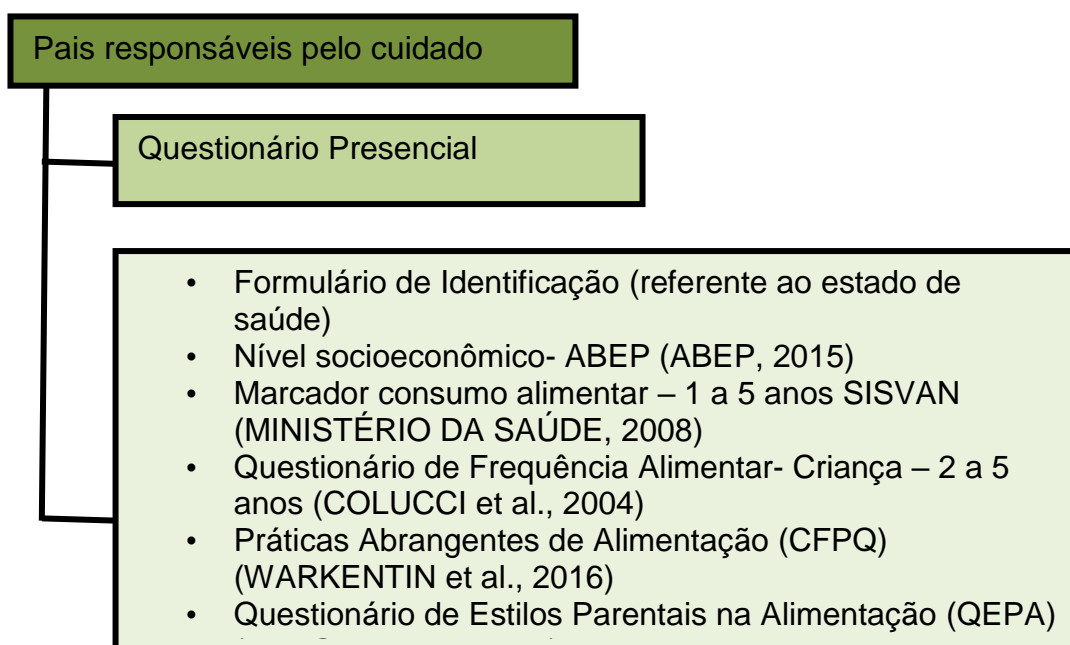 Pais responsáveis pelo cuidado
Questionário Presencial
• Formulário de Identificação (referente ao estado de
saúde)
• Nível socioeconômico- ABEP (ABEP, 2015)
• Marcador consumo alimentar – 1 a 5 anos SISVAN
(MINISTÉRIO DA SAÚDE, 2008)
• Questionário de Frequência Alimentar- Criança – 2 a 5
anos (COLUCCI et al., 2004)
• Práticas Abrangentes de Alimentação (CFPQ)
(WARKENTIN et al., 2016)
• Questionário de Estilos Parentais na Alimentação (QEPA)